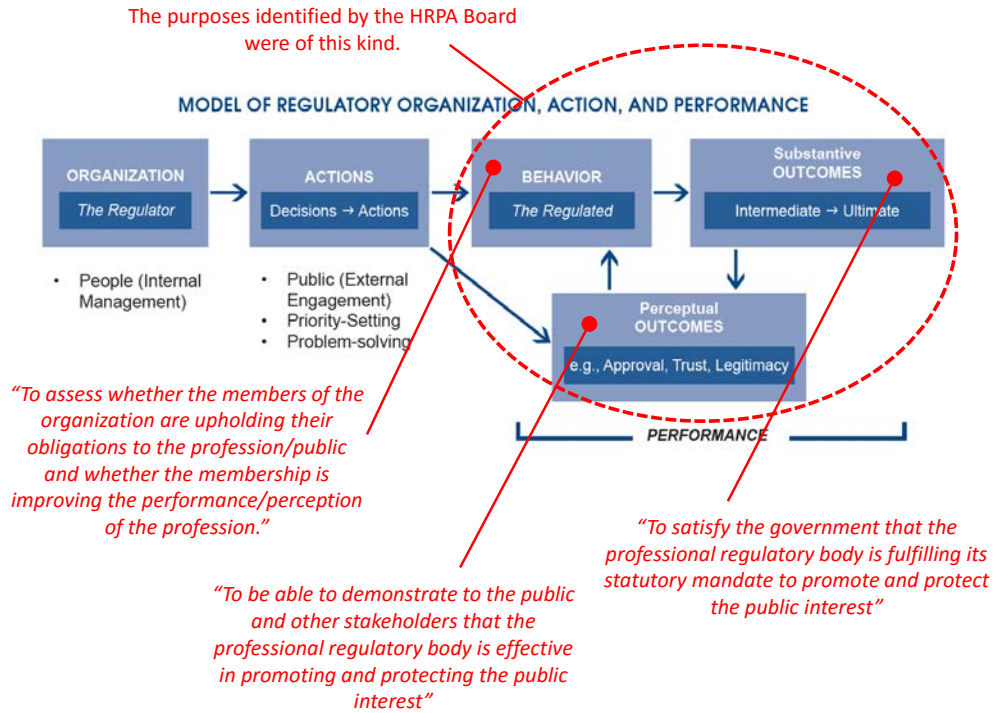 The purposes identified by the HRPA Board
were of this kind.
MODEL OF REGULATORY ORGANIZATION, ACTION, AND PERFORMANCE
ORGANIZATION
The Regulator
ACTIONS
Decisions → Actions
BEHAVIOR
The Regulated
Substantive
OUTCOMES
Intermediate → Ultimate
• People (Internal
Management)
• Public (External
Engagement)
• Priority-Setting
• Problem-solving
Perceptual
OUTCOMES
e.g., Approval, Trust, Legitimacy
PERFORMANCE
“To assess whether the members of the
organization are upholding their
obligations to the profession/public
and whether the membership is
improving the performance/perception
of the profession.”
“To be able to demonstrate to the public
and other stakeholders that the
professional regulatory body is effective
in promoting and protecting the public
interest”
“To satisfy the government that the
professional regulatory body is fulfilling its
statutory mandate to promote and protect
the public interest”